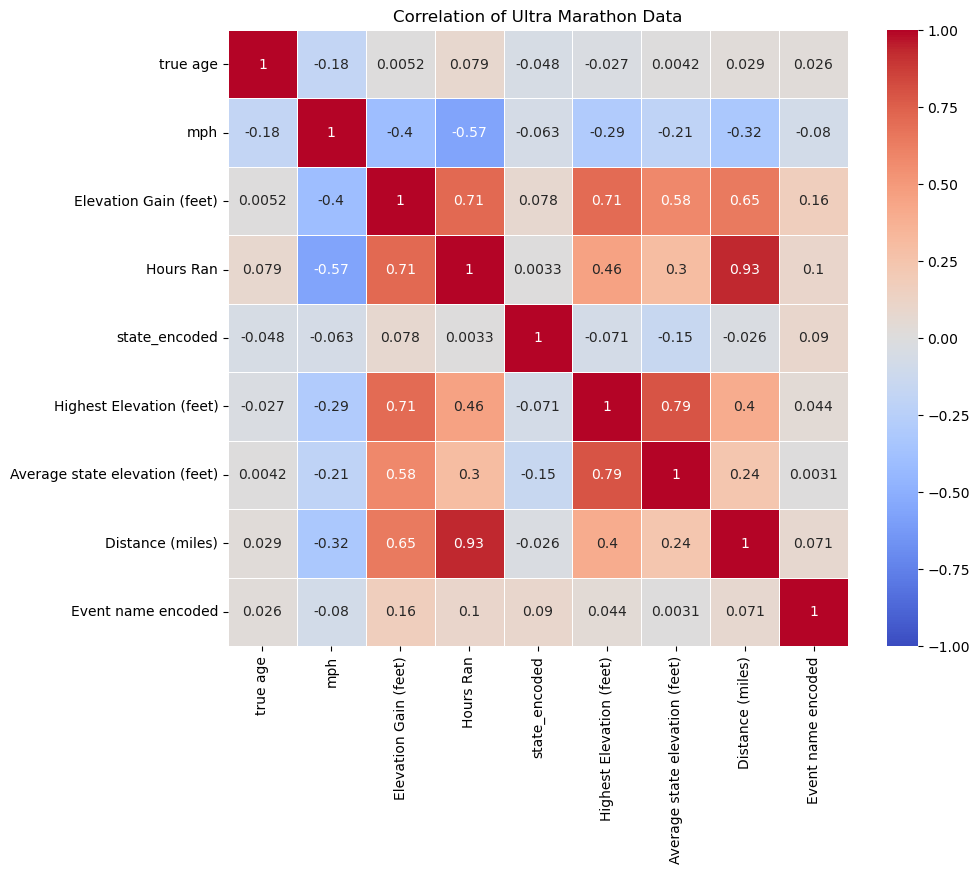 Correlation of Ultra Marathon Data
true age 1 -0.18 0.0052 0.079 -0.048 -0.027 0.0042 0.029 0.026
mph -0.18 1 -0.4 -0.57 -0.063 -0.29 -0.21 -0.32 -0.08
Elevation Gain (feet) 0.0052 -0.4 1 0.71 0.078 0.71 0.58 0.65 0.16
Hours Ran 0.079 -0.57 0.71 1 0.0033 0.46 0.3 0.93 0.1
state_encoded -0.048 -0.063 0.078 0.0033 1 -0.071 -0.15 -0.026 0.09
Highest Elevation (feet) -0.027 -0.29 0.71 0.46 -0.071 1 0.79 0.4 0.044
Average state elevation (feet) 0.0042 -0.21 0.58 0.3 -0.15 0.79 1 0.24 0.0031
Distance (miles) 0.029 -0.32 0.65 0.93 -0.026 0.4 0.24 1 0.071
Event name encoded 0.026 -0.08 0.16 0.1 0.09 0.044 0.0031 0.071 1
true age
mph
Elevation Gain (feet)
Hours Ran
state_encoded
Highest Elevation (feet)
Average state elevation (feet)
Distance (miles)
Event name encoded
1.00
0.75
0.50
0.25
0.00
−0.25
−0.50
−0.75
−1.00